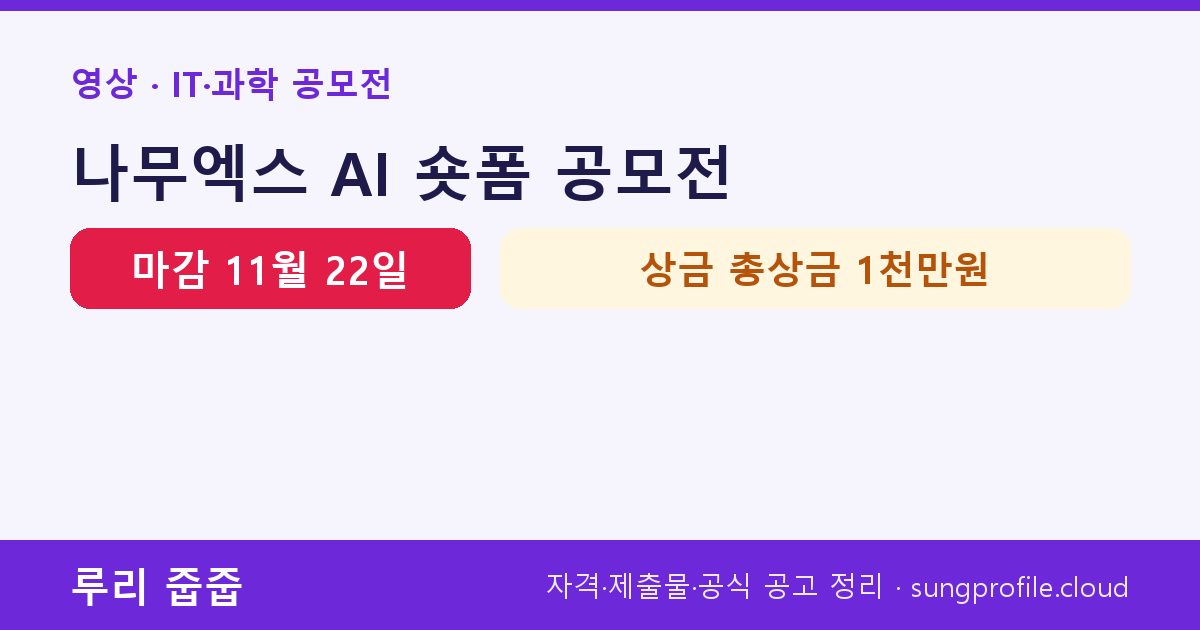 영상 · IT·과학 공모전
나무엑스 AI 숏폼 공모전
마감 11월 22일
상금 총상금 1천만원
루리 줍줍
자격·제출물·공식 공고 정리 · sungprofile.cloud